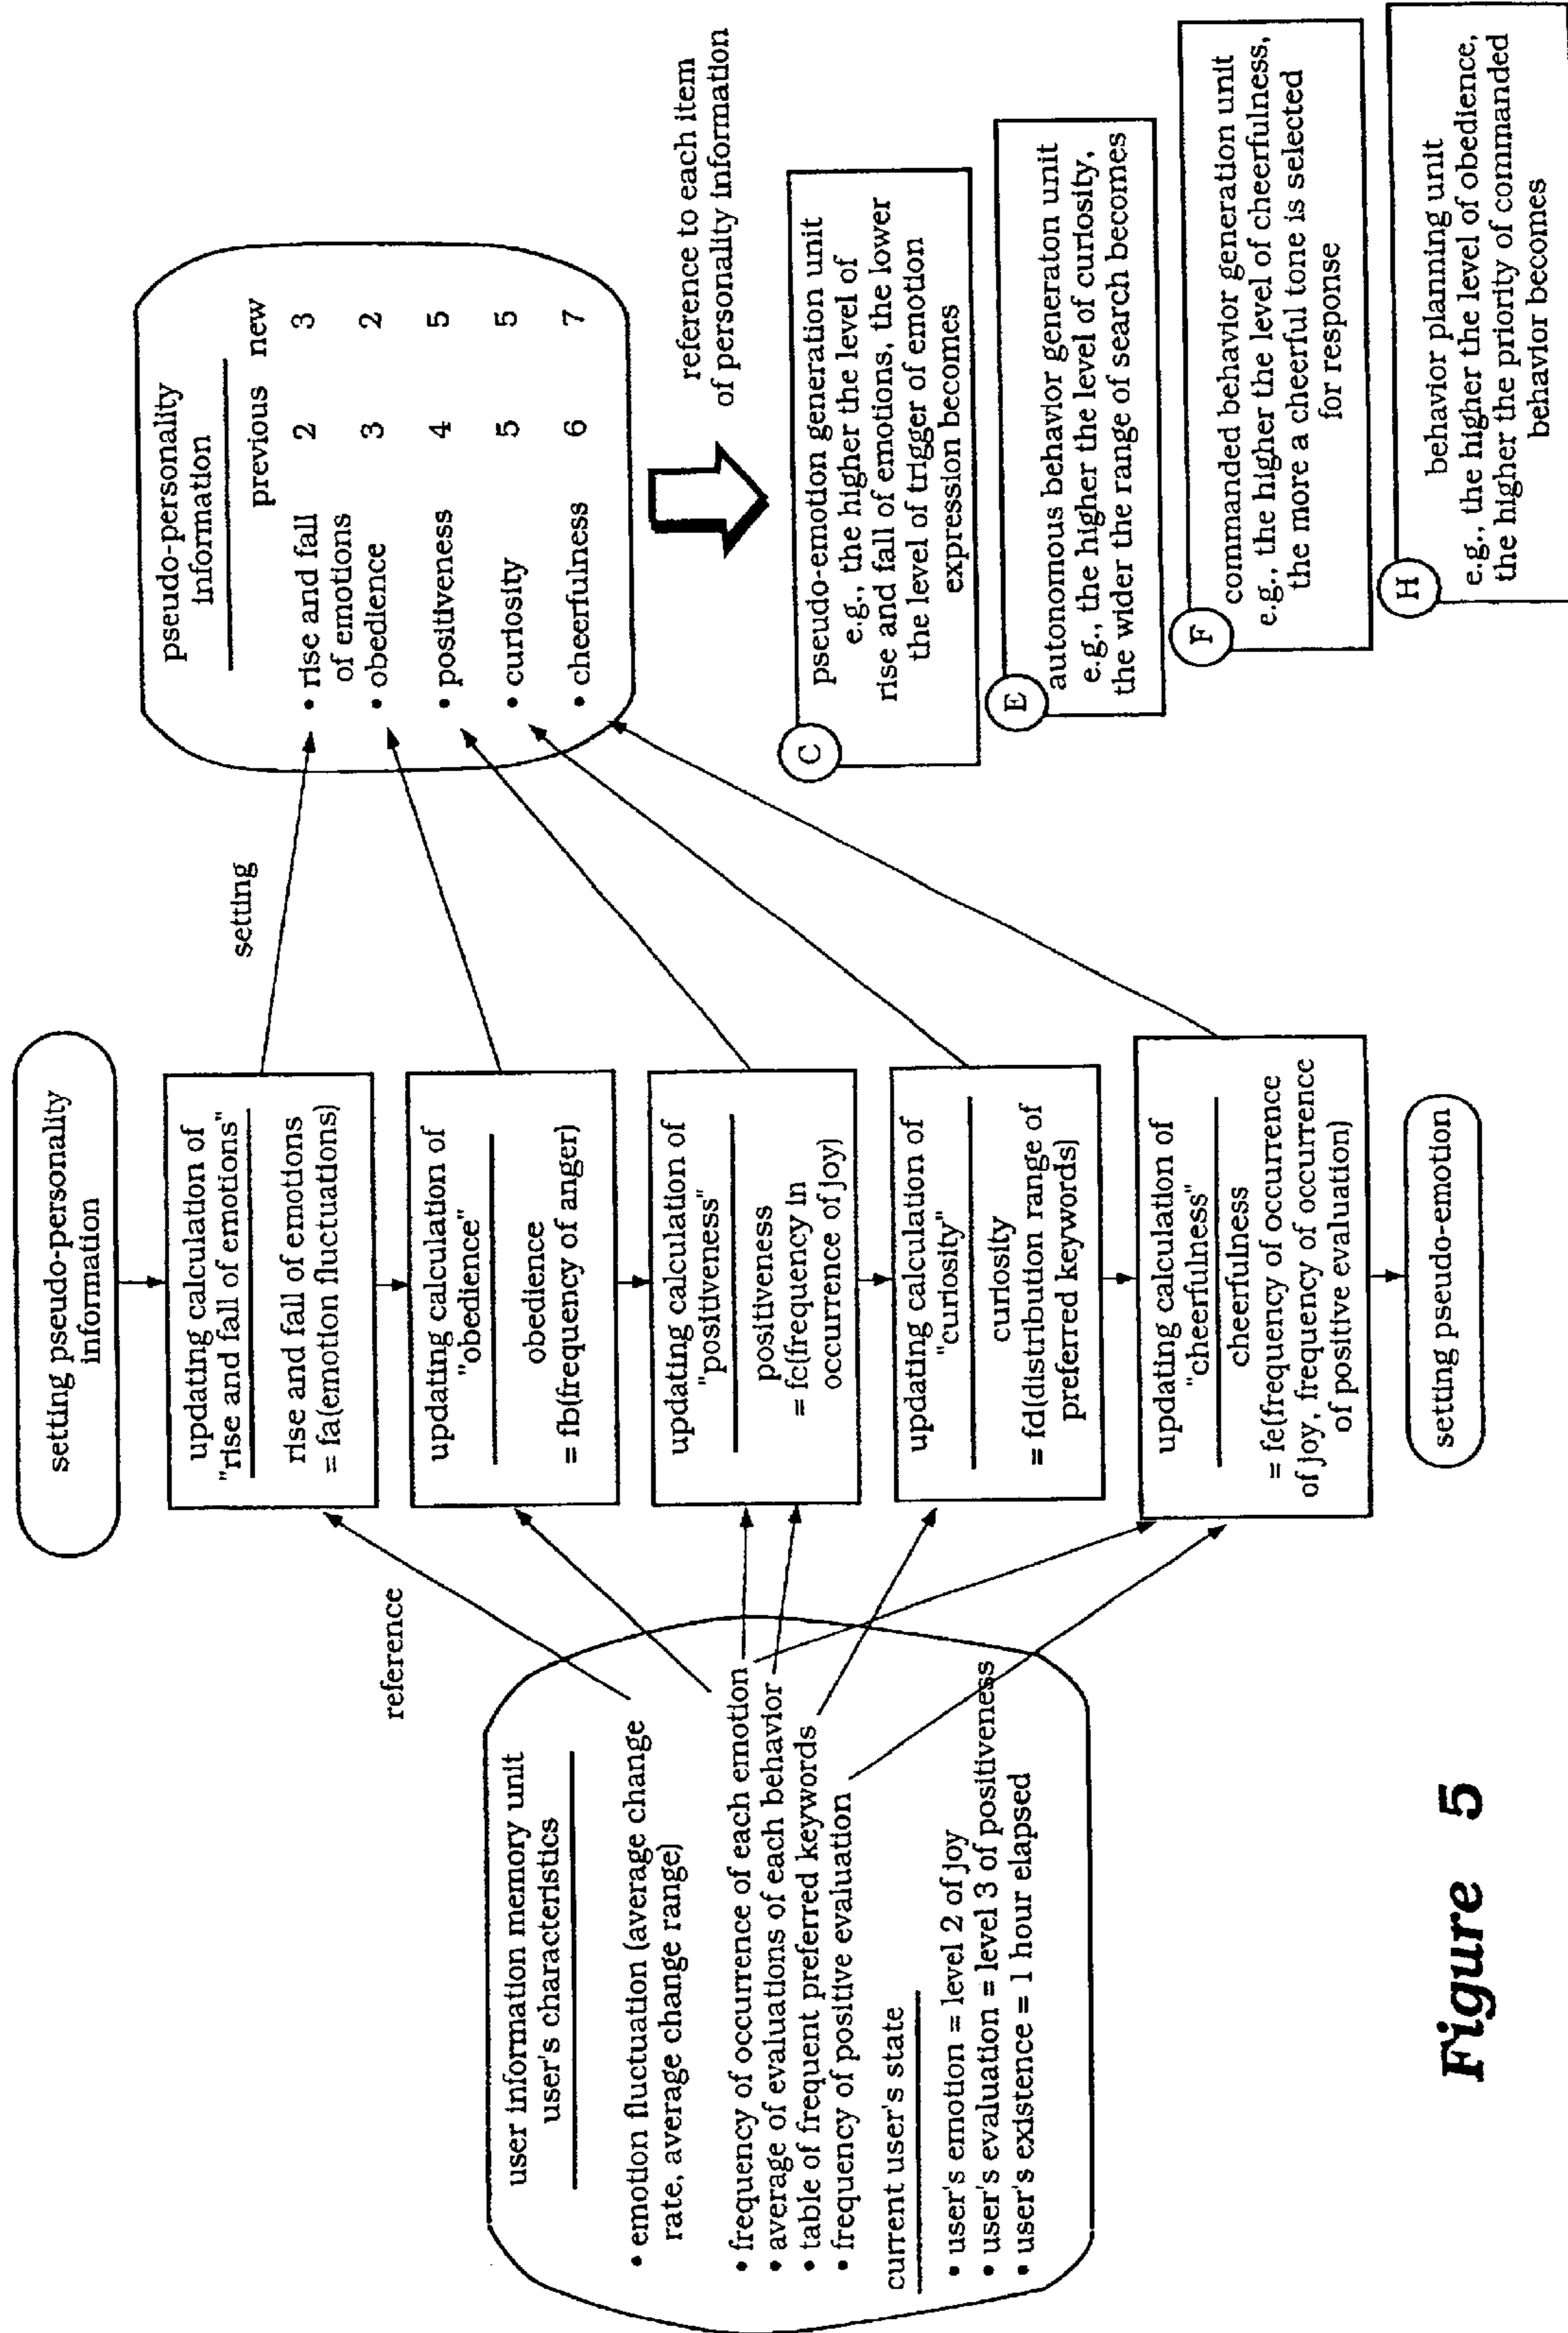 setting pseudo-personality
information
updating calculation of
"rise and fall of emotions"
rise and fall of emotions
= fa(emotion fluctuations)
updating calculation of
"obedience"
obedience
= fb(frequency of anger)
updating calculation of
"positiveness"
positiveness
= fc(frequency in
occurrence of joy)
updating calculation of
"curiosity"
curiosity
= fd(distribution range of
preferred keywords)
updating calculation of
"cheerfulness"
cheerfulness
= fe(frequency of occurrence
of joy, frequency of occurrence
of positive evaluation)
setting pseudo-emotion
reference
setting
user information memory unit
user's characteristics
• emotion fluctuation (average change
rate, average change range)
• frequency of occurrence of each emotion
• average of evaluations of each behavior
• table of frequent preferred keywords
• frequency of positive evaluation
current user's state
• user's emotion = level 2 of joy
• user's evaluation = level 3 of positiveness
• user's existence = 1 hour elapsed
pseudo-personality
information
previous new
• rise and fall 2 3
of emotions
• obedience 3 2
• positiveness 4 5
• curiosity 5 5
• cheerfulness 6 7
reference to each item
of personality information
C
pseudo-emotion generation unit
e.g., the higher the level of
rise and fall of emotions, the lower
the level of trigger of emotion
expression becomes
E
autonomous behavior generaton unit
e.g., the higher the level of curiosity,
the wider the range of search becomes
F
commanded behavior generation unit
e.g., the higher the level of cheerfulness,
the more a cheerful tone is selected
for response
H
behavior planning unit
e.g., the higher the level of obedience,
the higher the priority of commanded
behavior becomes
Figure 5